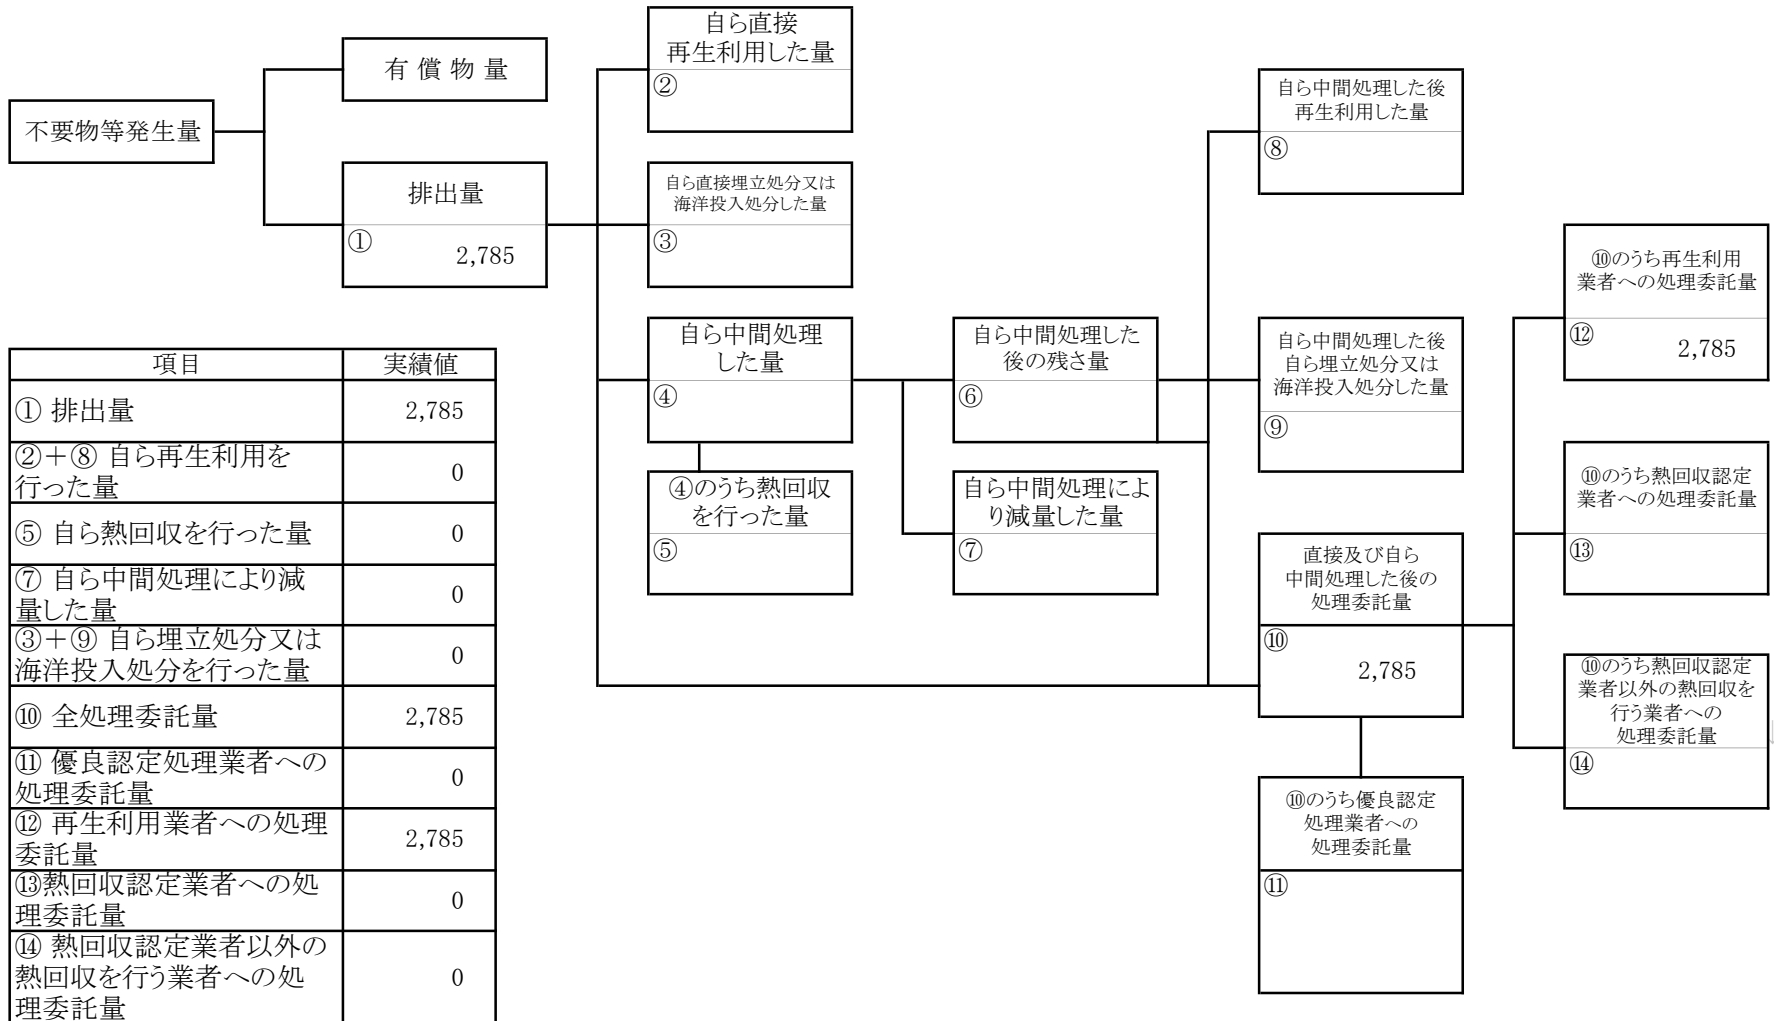 不要物等発生量
有償物量
排出量
①
2,785
自ら直接
再生利用した量
②
自ら直接埋立処分又は
海洋投入処分した量
③
自ら中間処理
した量
④
④のうち熱回収
を行った量
⑤
自ら中間処理した
後の残さ量
⑥
自ら中間処理によ
り減量した量
⑦
自ら中間処理した後
再生利用した量
⑧
自ら中間処理した後
自ら埋立処分又は
海洋投入処分した量
⑨
直接及び自ら
中間処理した後の
処理委託量
⑩
2,785
⑩のうち優良認定
処理業者への
処理委託量
⑪
⑩のうち再生利用
業者への処理委託量
⑫
2,785
⑩のうち熱回収認定
業者への処理委託量
⑬
⑩のうち熱回収認定
業者以外の熱回収を
行う業者への
処理委託量
⑭
項目 実績値
① 排出量 2,785
②+⑧ 自ら再生利用を
行った量 0
⑤ 自ら熱回収を行った量 0
⑦ 自ら中間処理により減
量した量 0
③+⑨ 自ら埋立処分又は
海洋投入処分を行った量 0
⑩ 全処理委託量 2,785
⑪ 優良認定処理業者への
処理委託量 0
⑫ 再生利用業者への処理
委託量 2,785
⑬熱回収認定業者への処
理委託量 0
⑭ 熱回収認定業者以外の
熱回収を行う業者への処 0
理委託量